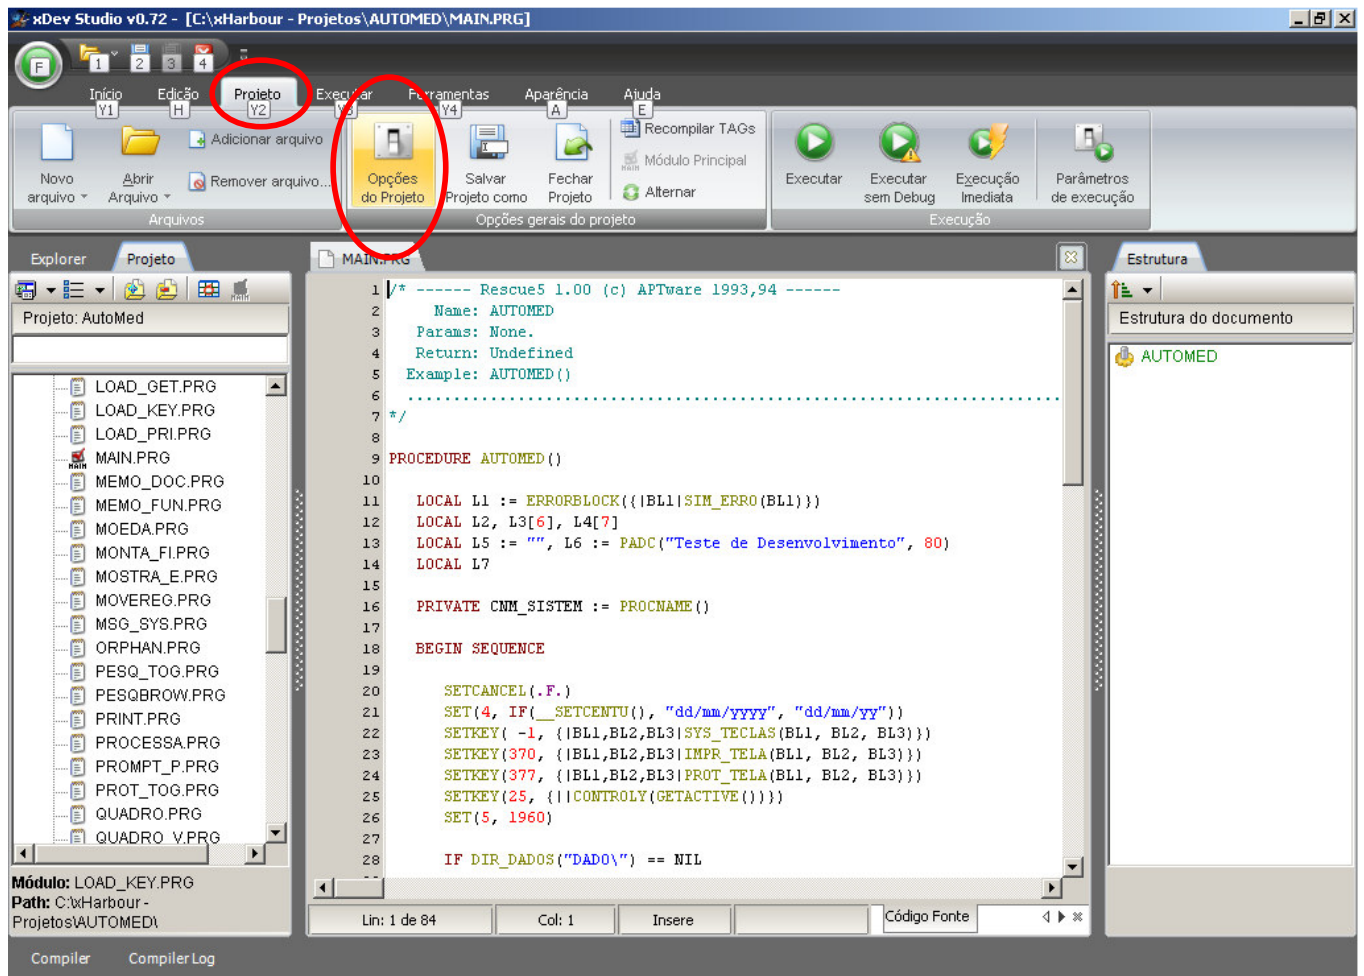 xDev Studio v0.72 - [C:\xHarbour - Projetos\AUTOMED\MAIN.PRG]
F 1 2 3 4
Início Edição Projeto Executar Ferramentas Aparência Ajuda
Y1 H Y2 Y3 Y4 A E
Novo arquivo
Abrir Arquivo
Adicionar arquivo
Remover arquivo...
Arquivos
Opções do Projeto
Salvar Projeto como
Fechar Projeto
Recompilar TAGs
Módulo Principal
Alternar
Opções gerais do projeto
Executar
Executar sem Debug
Execução Imediata
Parâmetros de execução
Execução
Explorer Projeto
Projeto: AutoMed
LOAD_GET.PRG
LOAD_KEY.PRG
LOAD_PRI.PRG
MAIN.PRG
MEMO_DOC.PRG
MEMO_FUN.PRG
MOEDA.PRG
MONTA_FI.PRG
MOSTRA_E.PRG
MOVEREG.PRG
MSG_SYS.PRG
ORPHAN.PRG
PESQ_TOG.PRG
PESQBROW.PRG
PRINT.PRG
PROCESSA.PRG
PROMPT_P.PRG
PROT_TOG.PRG
QUADRO.PRG
QUADRO_V.PRG
Módulo: LOAD_KEY.PRG
Path: C:\xHarbour -
Projetos\AUTOMED\
MAIN.PRG
1 /* ------ Rescue5 1.00 (c) APTware 1993,94 ------
2 Name: AUTOMED
3 Params: None.
4 Return: Undefined
5 Example: AUTOMED()
6 ........................................................................
7 */
8
9 PROCEDURE AUTOMED()
10
11 LOCAL L1 := ERRORBLOCK({|BL1|SIM_ERRO(BL1)})
12 LOCAL L2, L3[6], L4[7]
13 LOCAL L5 := "", L6 := PADC("Teste de Desenvolvimento", 80)
14 LOCAL L7
15
16 PRIVATE CNM_SISTEM := PROCNAME()
17
18 BEGIN SEQUENCE
19
20 SETCANCEL(.F.)
21 SET(4, IF(__SETCENTU(), "dd/mm/yyyy", "dd/mm/yy"))
22 SETKEY( -1, {|BL1,BL2,BL3|SYS_TECLAS(BL1, BL2, BL3)})
23 SETKEY(370, {|BL1,BL2,BL3|IMPR_TELA(BL1, BL2, BL3)})
24 SETKEY(377, {|BL1,BL2,BL3|PROT_TELA(BL1, BL2, BL3)})
25 SETKEY(25, {||CONTROLY(GETACTIVE())})
26 SET(5, 1960)
27
28 IF DIR_DADOS("DADO\") == NIL
Lin: 1 de 84 Col: 1 Insere Código Fonte
Estrutura
Estrutura do documento
AUTOMED
Compiler CompilerLog